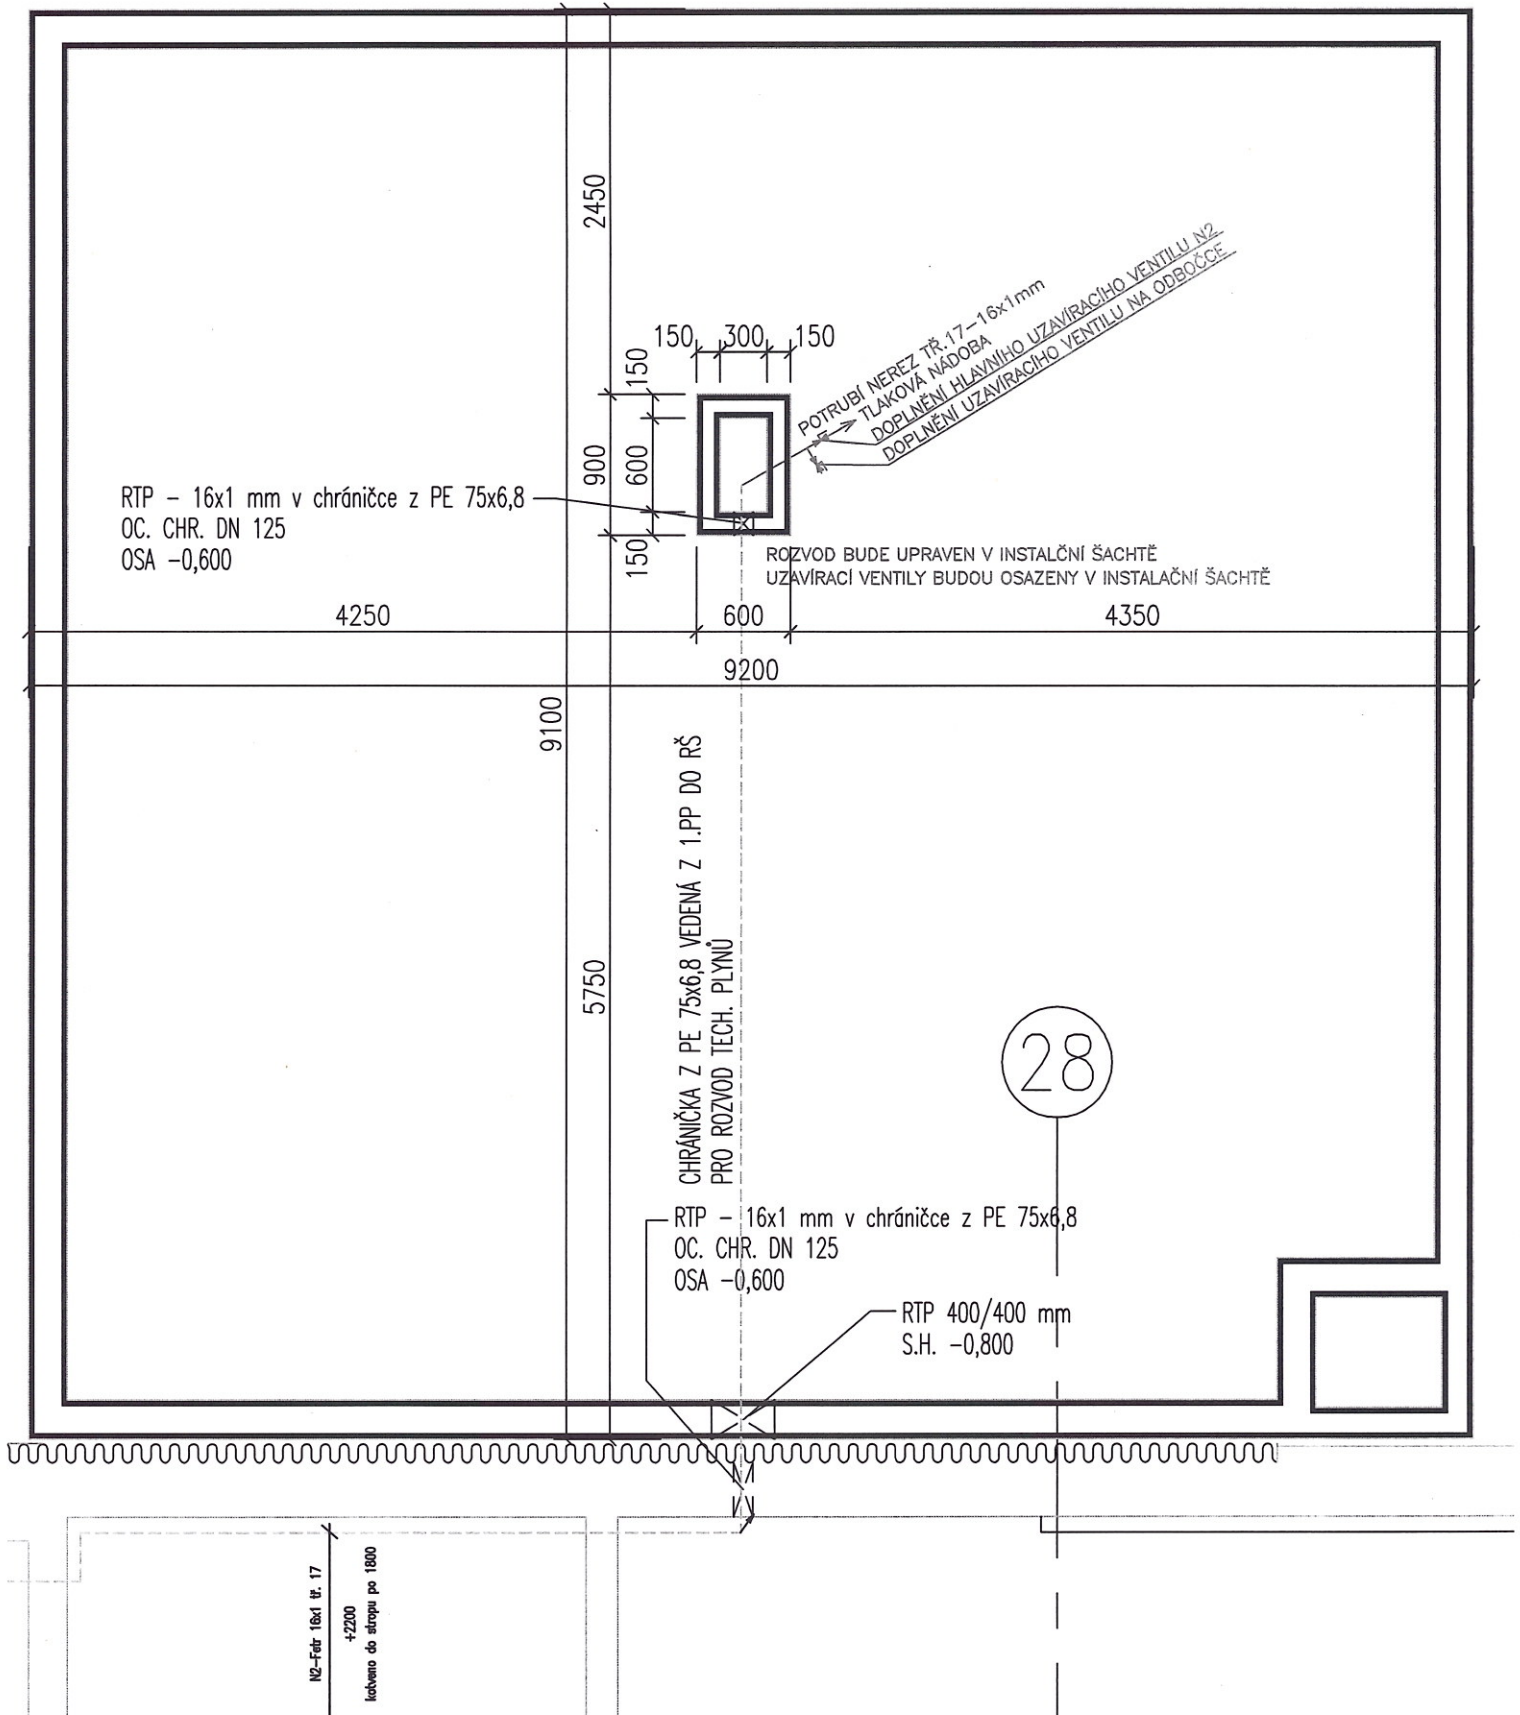 2450
POTRUBÍ NEREZ TŘ.17-16x1mm
TLAKOVÁ NÁDOBA
DOPLNĚNÍ HLAVNÍHO UZAVÍRACÍHO VENTILU N2
DOPLNĚNÍ UZAVÍRACÍHO VENTILU NA ODBOČCE
150 300 150
150
900
600
150
RTP - 16x1 mm v chráničce z PE 75x6,8
OC. CHR. DN 125
OSA -0,600
ROZVOD BUDE UPRAVEN V INSTALČNÍ ŠACHTĚ
UZAVÍRACÍ VENTILY BUDOU OSAZENY V INSTALAČNÍ ŠACHTĚ
4250 600 4350
9200
9100
5750
CHRÁNIČKA Z PE 75x6,8 VEDENÁ Z 1.PP DO RŠ
PRO ROZVOD TECH. PLYNŮ
28
RTP - 16x1 mm v chráničce z PE 75x6,8
OC. CHR. DN 125
OSA -0,600
RTP 400/400 mm
S.H. -0,800
N2-Fetr 16x1 tř. 17
+2200
kotveno do stropu po 1800